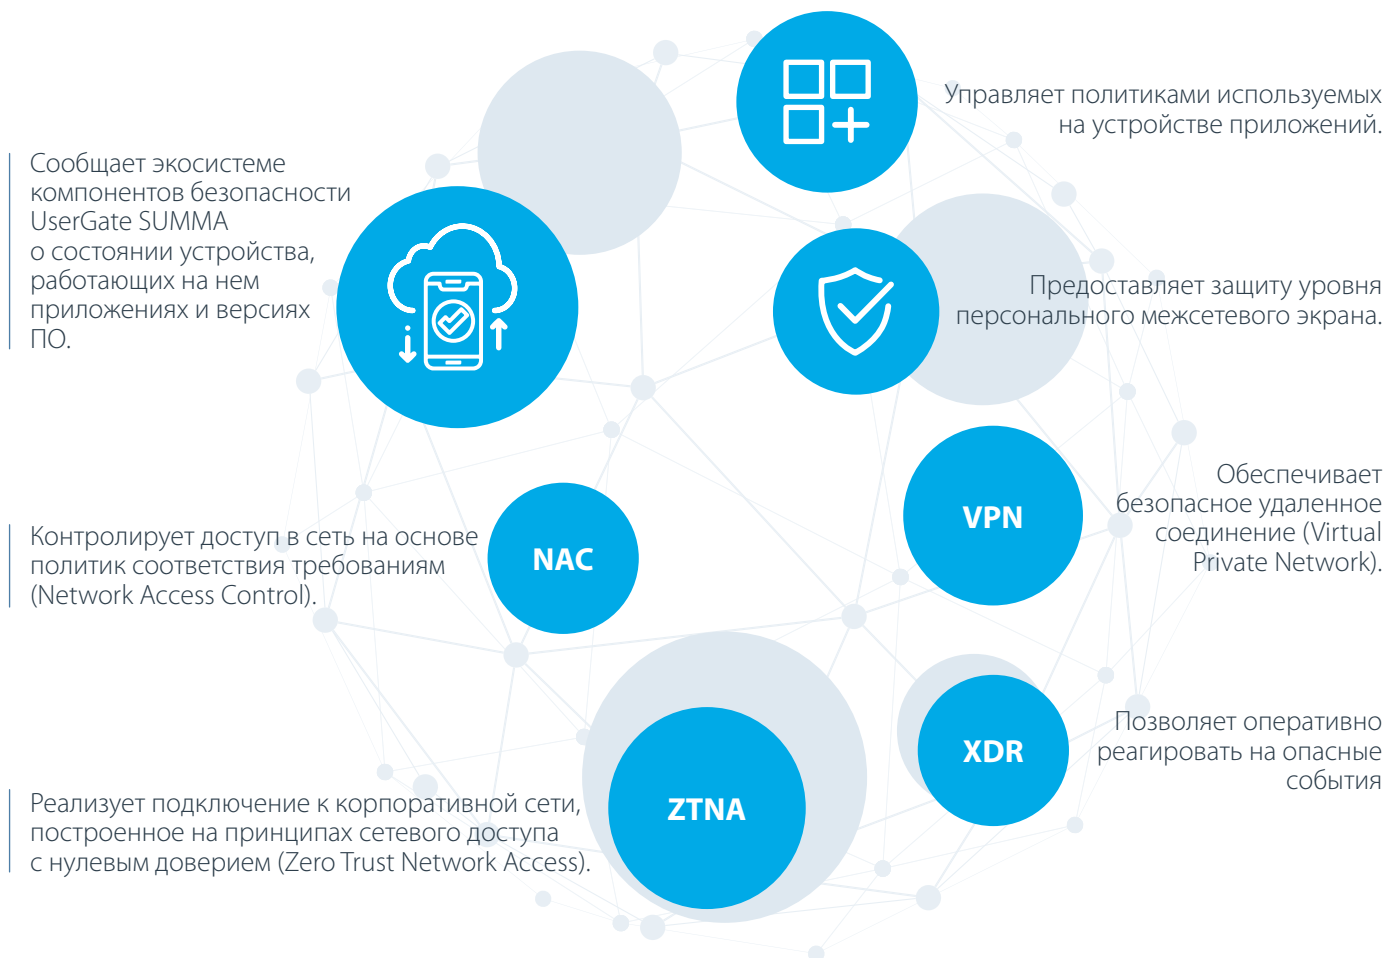 Управляет политиками используемых
на устройстве приложений.
Сообщает экосистеме
компонентов безопасности
UserGate SUMMA
о состоянии устройства,
работающих на нем
приложениях и версиях
ПО.
Предоставляет защиту уровня
персонального межсетевого экрана.
VPN
Обеспечивает
безопасное удаленное
соединение (Virtual
Private Network).
Контролирует доступ в сеть на основе
политик соответствия требованиям
(Network Access Control).
NAC
XDR
Позволяет оперативно
реагировать на опасные
события
Реализует подключение к корпоративной сети,
построенное на принципах сетевого доступа
с нулевым доверием (Zero Trust Network Access).
ZTNA